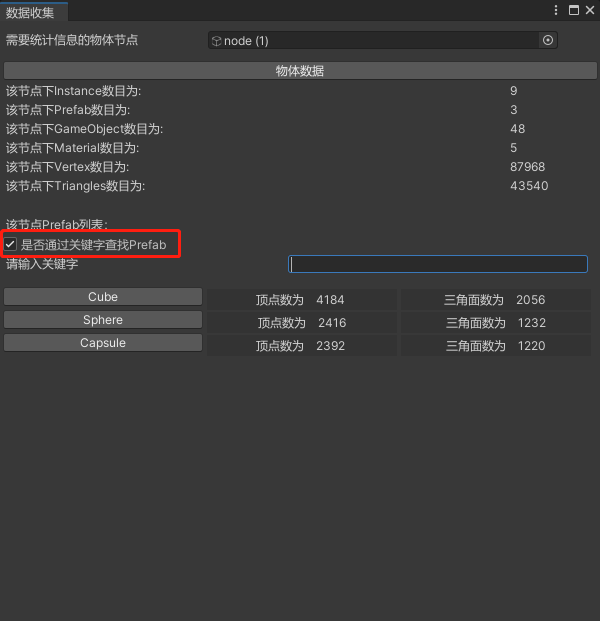 数据收集
需要统计信息的物体节点 node (1)
物体数据
该节点下Instance数目为: 9
该节点下Prefab数目为: 3
该节点下GameObject数目为: 48
该节点下Material数目为: 5
该节点下Vertex数目为: 87968
该节点下Triangles数目为: 43540
该节点Prefab列表:
是否通过关键字查找Prefab
请输入关键字
Cube 顶点数为 4184 三角面数为 2056
Sphere 顶点数为 2416 三角面数为 1232
Capsule 顶点数为 2392 三角面数为 1220